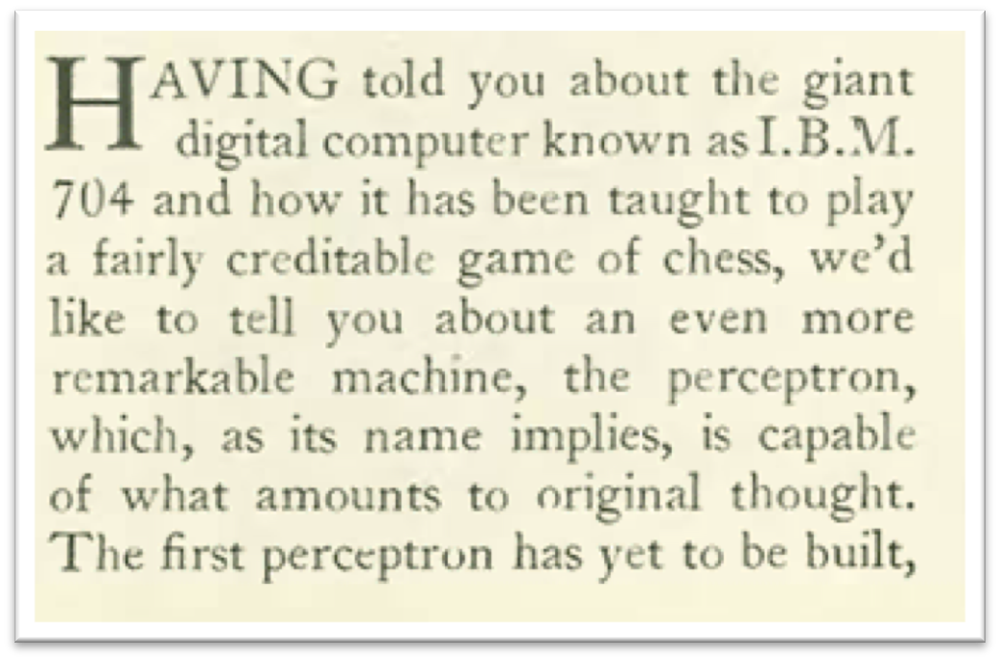 HAVING told you about the giant
digital computer known as I.B.M.
704 and how it has been taught to play
a fairly creditable game of chess, we’d
like to tell you about an even more
remarkable machine, the perceptron,
which, as its name implies, is capable
of what amounts to original thought.
The first perceptron has yet to be built,